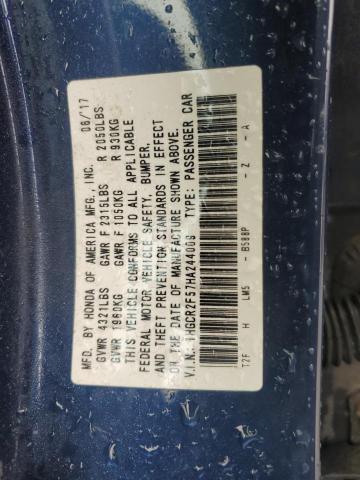 MFD. BY HONDA OF AMERICA MFG., INC. 06/17
GVWR 4321LBS GAWR F 2315LBS R 2050LBS
GVWR 1960KG GAWR F 1050KG R 930KG
THIS VEHICLE CONFORMS TO ALL APPLICABLE
FEDERAL MOTOR VEHICLE SAFETY, BUMPER,
AND THEFT PREVENTION STANDARDS IN EFFECT
ON THE DATE OF MANUFACTURE SHOWN ABOVE.
V.I.N.: 1HGCR2F57HA244009 TYPE: PASSENGER CAR
T2F H LW5 - B588P - Z - A